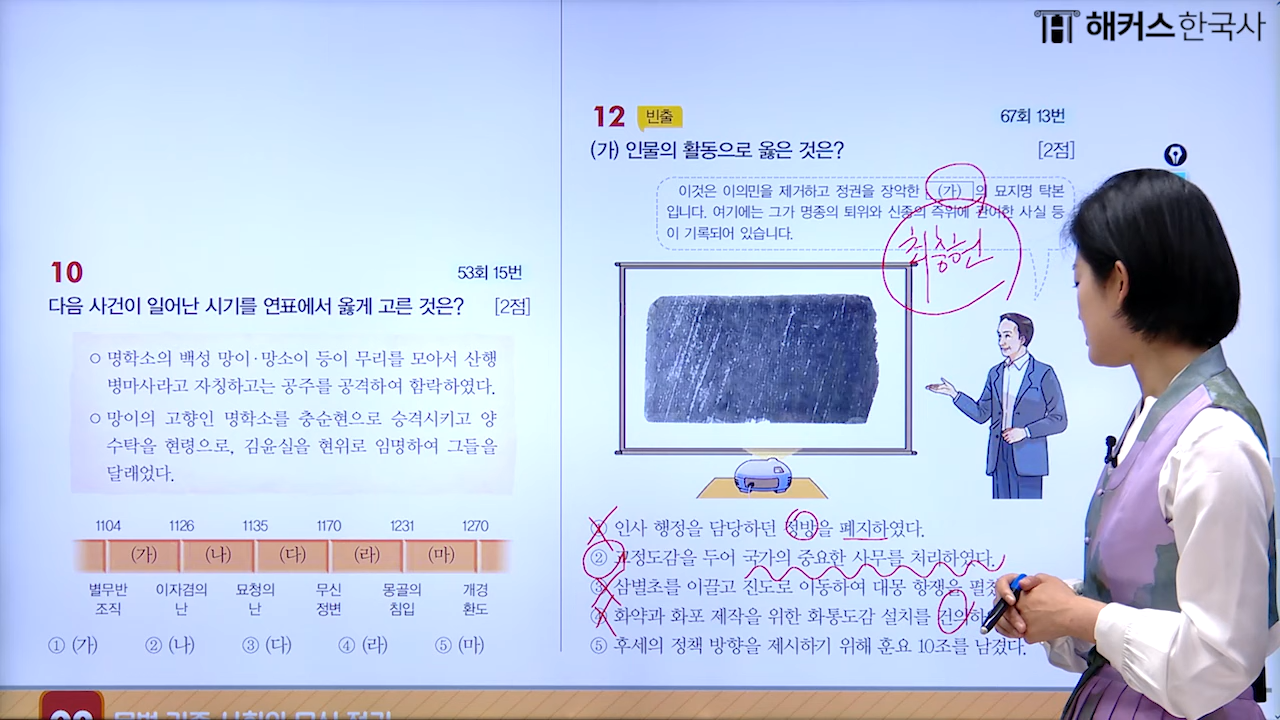 해커스한국사
10
53회 15번
다음 사건이 일어난 시기를 연표에서 옳게 고른 것은? [2점]
○ 명학소의 백성 망이·망소이 등이 무리를 모아서 산행
병마사라고 자칭하고는 공주를 공격하여 함락하였다.
○ 망이의 고향인 명학소를 충순현으로 승격시키고 양
수탁을 현령으로, 김윤실을 현위로 임명하여 그들을
달래었다.
1104 1126 1135 1170 1231 1270
(가) (나) (다) (라) (마)
별무반 이자겸의 묘청의 무신 몽골의 개경
조직 난 난 정변 침입 환도
① (가) ② (나) ③ (다) ④ (라) ⑤ (마)
12 빈출 67회 13번
(가) 인물의 활동으로 옳은 것은? [2점]
이것은 이의민을 제거하고 정권을 장악한 (가) 의 묘지명 탁본
입니다. 여기에는 그가 명종의 퇴위와 신종의 즉위에 관여한 사실 등
이 기록되어 있습니다.
최충헌
① 인사 행정을 담당하던 정방을 폐지하였다.
② 교정도감을 두어 국가의 중요한 사무를 처리하였다.
③ 삼별초를 이끌고 진도로 이동하여 대몽 항쟁을 펼쳤
④ 화약과 화포 제작을 위한 화통도감 설치를 건의하
⑤ 후세의 정책 방향을 제시하기 위해 훈요 10조를 남겼다.